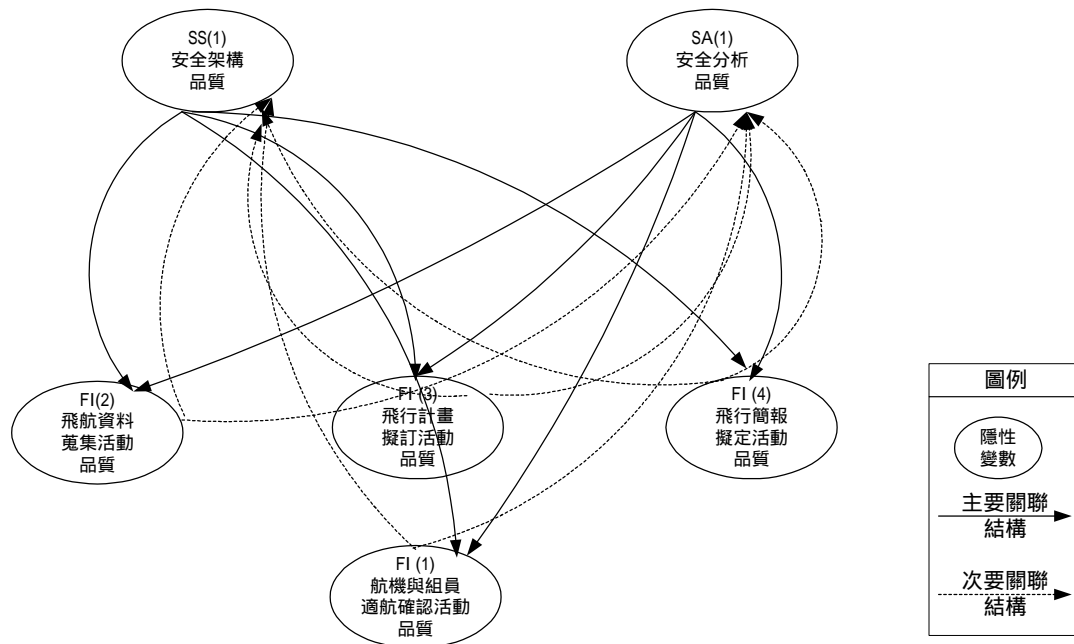 SS(1)
安全架構
品質
SA(1)
安全分析
品質
FI(2)
飛航資料
蒐集活動
品質
FI (3)
飛行計畫
擬訂活動
品質
FI (4)
飛行簡報
擬定活動
品質
FI (1)
航機與組員
適航確認活動
品質
圖例
隱性
變數
主要關聯
結構
次要關聯
結構